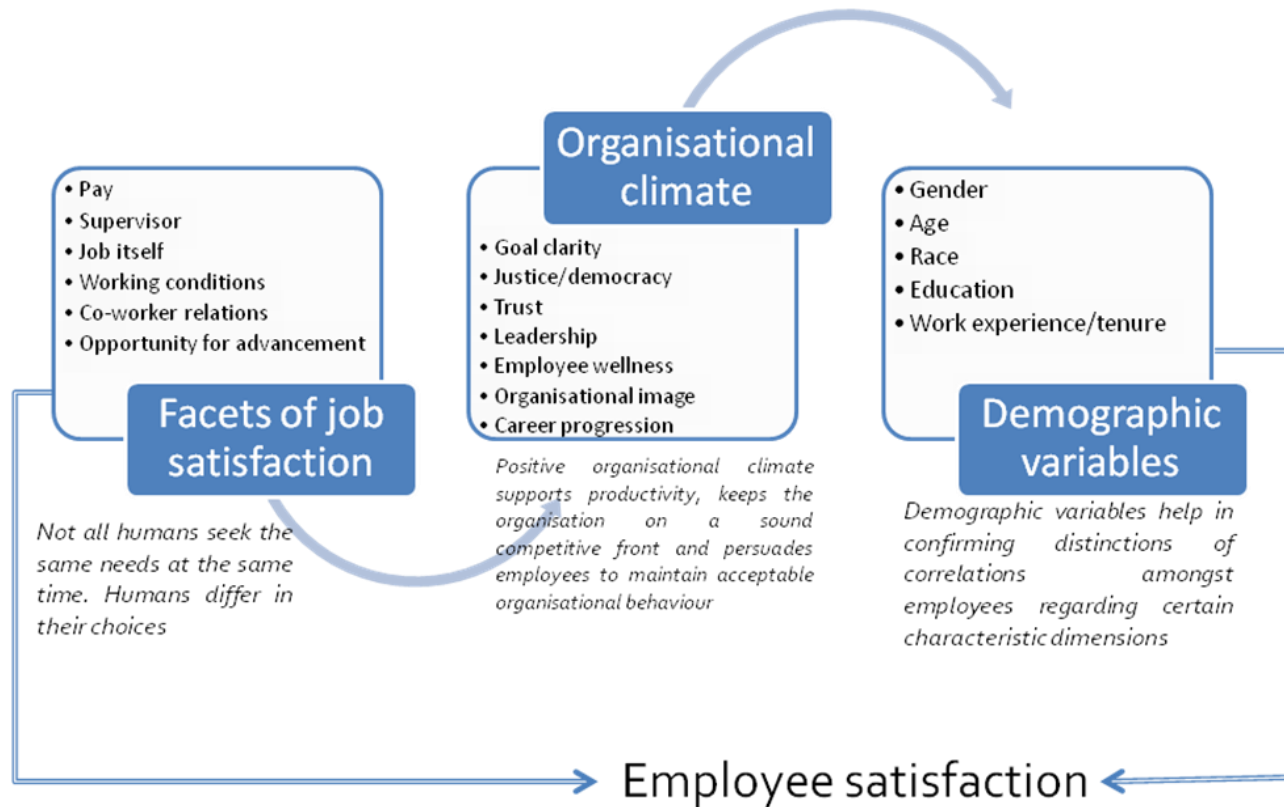 • Pay
• Supervisor
• Job itself
• Working conditions
• Co-worker relations
• Opportunity for advancement
Facets of job
satisfaction
Not all humans seek the
same needs at the same
time. Humans differ in
their choices
Organisational
climate
• Goal clarity
• Justice/democracy
• Trust
• Leadership
• Employee wellness
• Organisational image
• Career progression
Positive organisational climate
supports productivity, keeps the
organisation on a sound
competitive front and persuades
employees to maintain acceptable
organisational behaviour
• Gender
• Age
• Race
• Education
• Work experience/tenure
Demographic
variables
Demographic variables help in
confirming distinctions of
correlations amongst
employees regarding certain
characteristic dimensions
Employee satisfaction